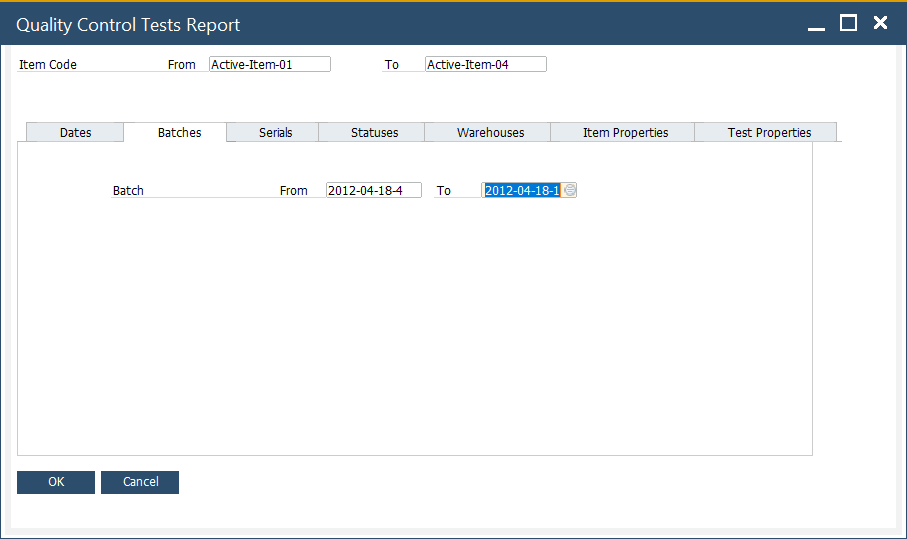 Quality Control Tests Report
Item Code From Active-Item-01 To Active-Item-04
Dates Batches Serials Statuses Warehouses Item Properties Test Properties
Batch From 2012-04-18-4 To 2012-04-18-1
OK Cancel